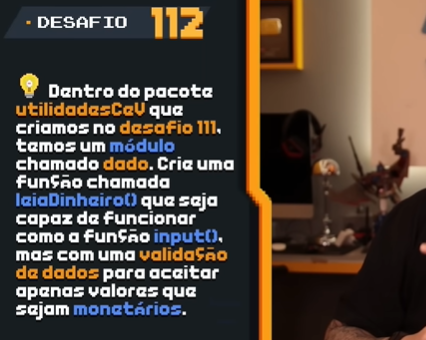 DESAFIO 112
Dentro do pacote
utilidadesCeV que
criamos no desafio 111,
temos um módulo
chamado dado. Crie uma
função chamada
leiaDinheiro() que seja
capaz de funcionar
como a função input(),
mas com uma validação
de dados para aceitar
apenas valores que
sejam monetários.